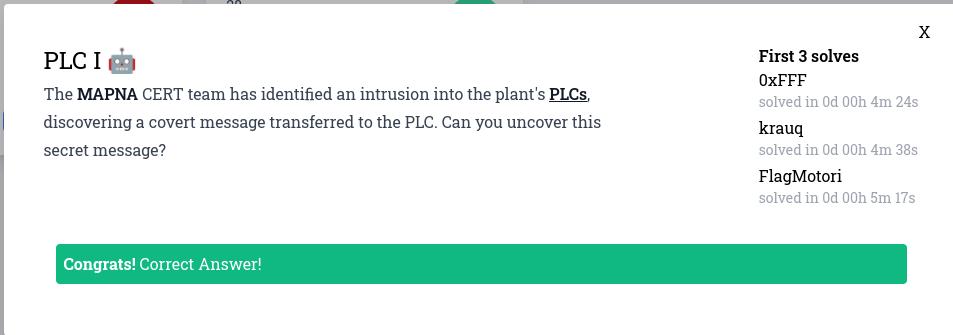 X
PLC I 🤖
The MAPNA CERT team has identified an intrusion into the plant's PLCs,
discovering a covert message transferred to the PLC. Can you uncover this
secret message?
First 3 solves
0xFFF
solved in 0d 00h 4m 24s
krauq
solved in 0d 00h 4m 38s
FlagMotori
solved in 0d 00h 5m 17s
Congrats! Correct Answer!